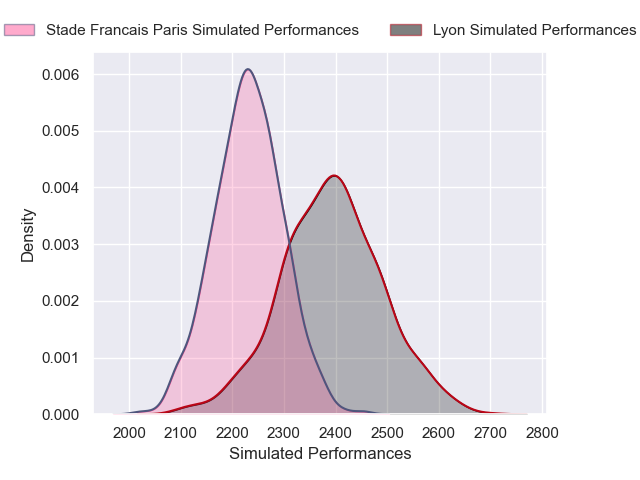 Stade Francais Paris Simulated Performances
Lyon Simulated Performances
0.006
0.005
0.004
0.003
0.002
0.001
0.000
Density
2000 2100 2200 2300 2400 2500 2600 2700 2800
Simulated Performances